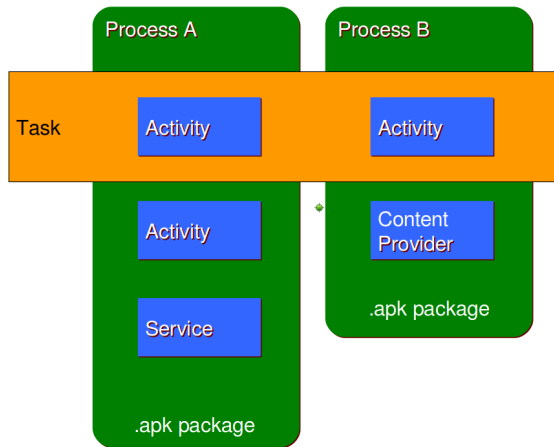 Process A
Process B
Task
Activity
Activity
Activity
Content
Provider
Service
.apk package
.apk package